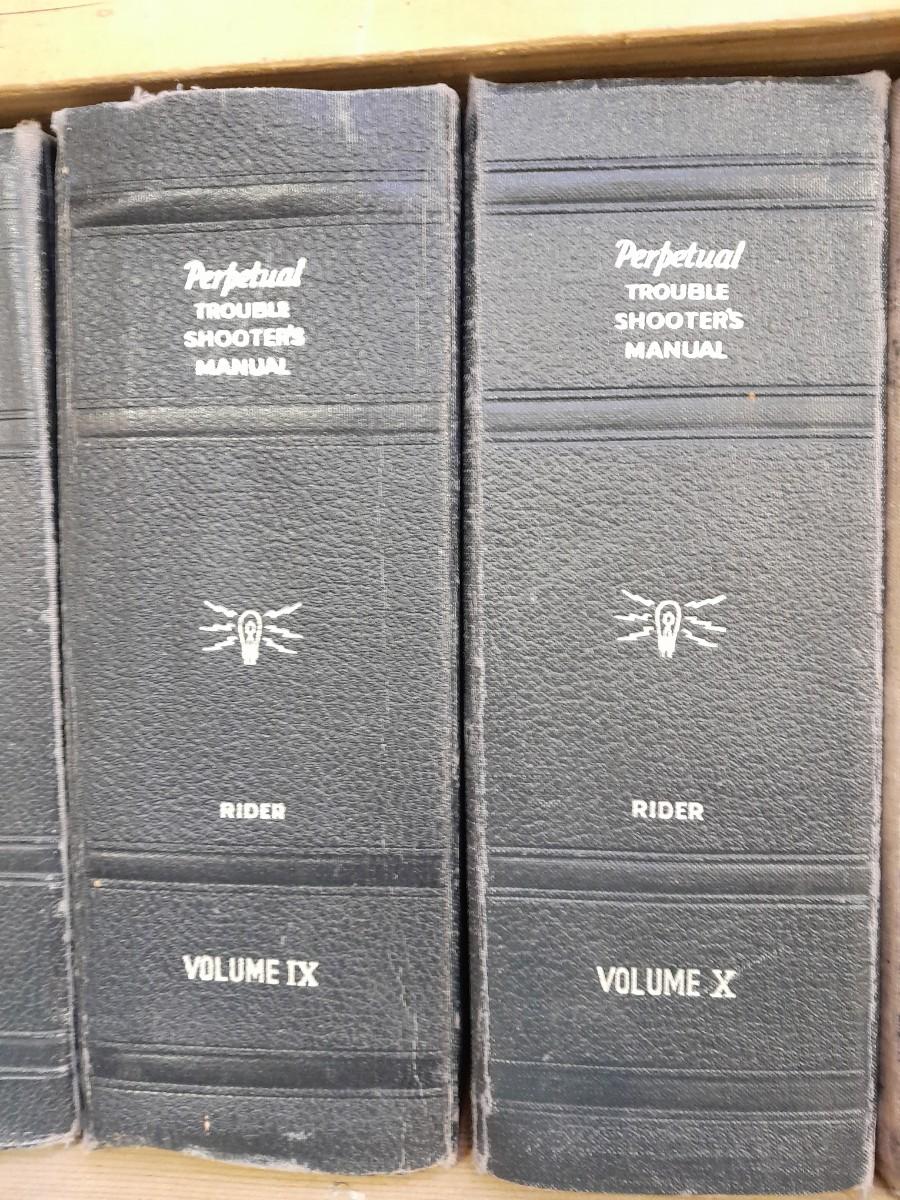 Perpetual
TROUBLE
SHOOTER'S
MANUAL
RIDER
VOLUME IX
Perpetual
TROUBLE
SHOOTER'S
MANUAL
RIDER
VOLUME X